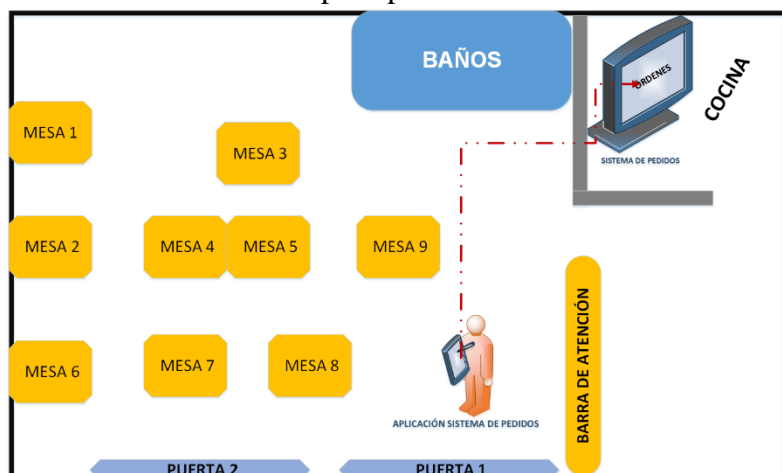 BAÑOS
ÓRDENES
COCINA
SISTEMA DE PEDIDOS
MESA 1
MESA 3
MESA 2
MESA 4
MESA 5
MESA 9
MESA 6
MESA 7
MESA 8
BARRA DE ATENCIÓN
APLICACIÓN SISTEMA DE PEDIDOS
PUERTA 2
PUERTA 1